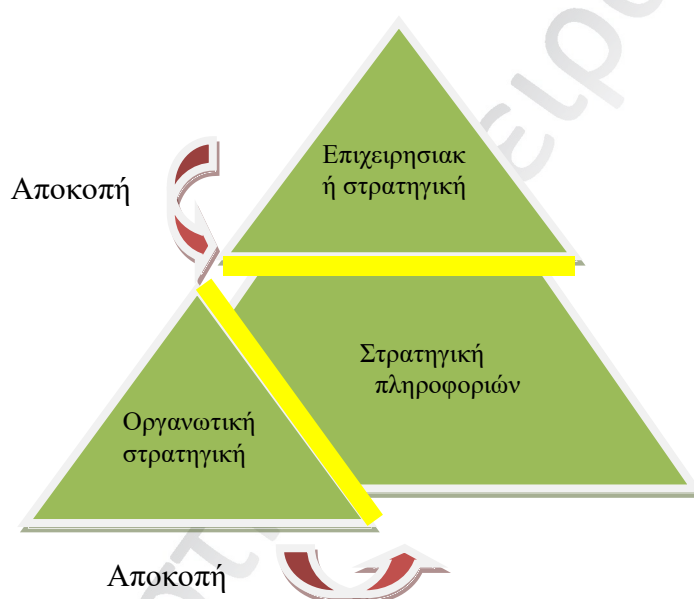 Επιχειρησιακ
ή στρατηγική
Αποκοπή
Στρατηγική
πληροφοριών
Οργανωτική
στρατηγική
Αποκοπή